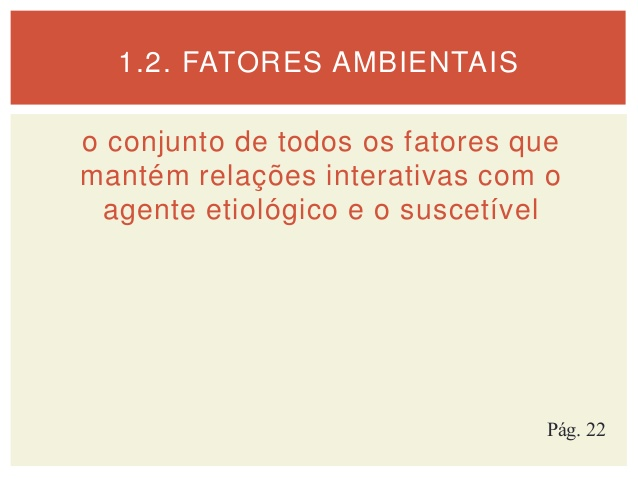 1.2. FATORES AMBIENTAIS
o conjunto de todos os fatores que
mantém relações interativas com o
agente etiológico e o suscetível
Pág. 22